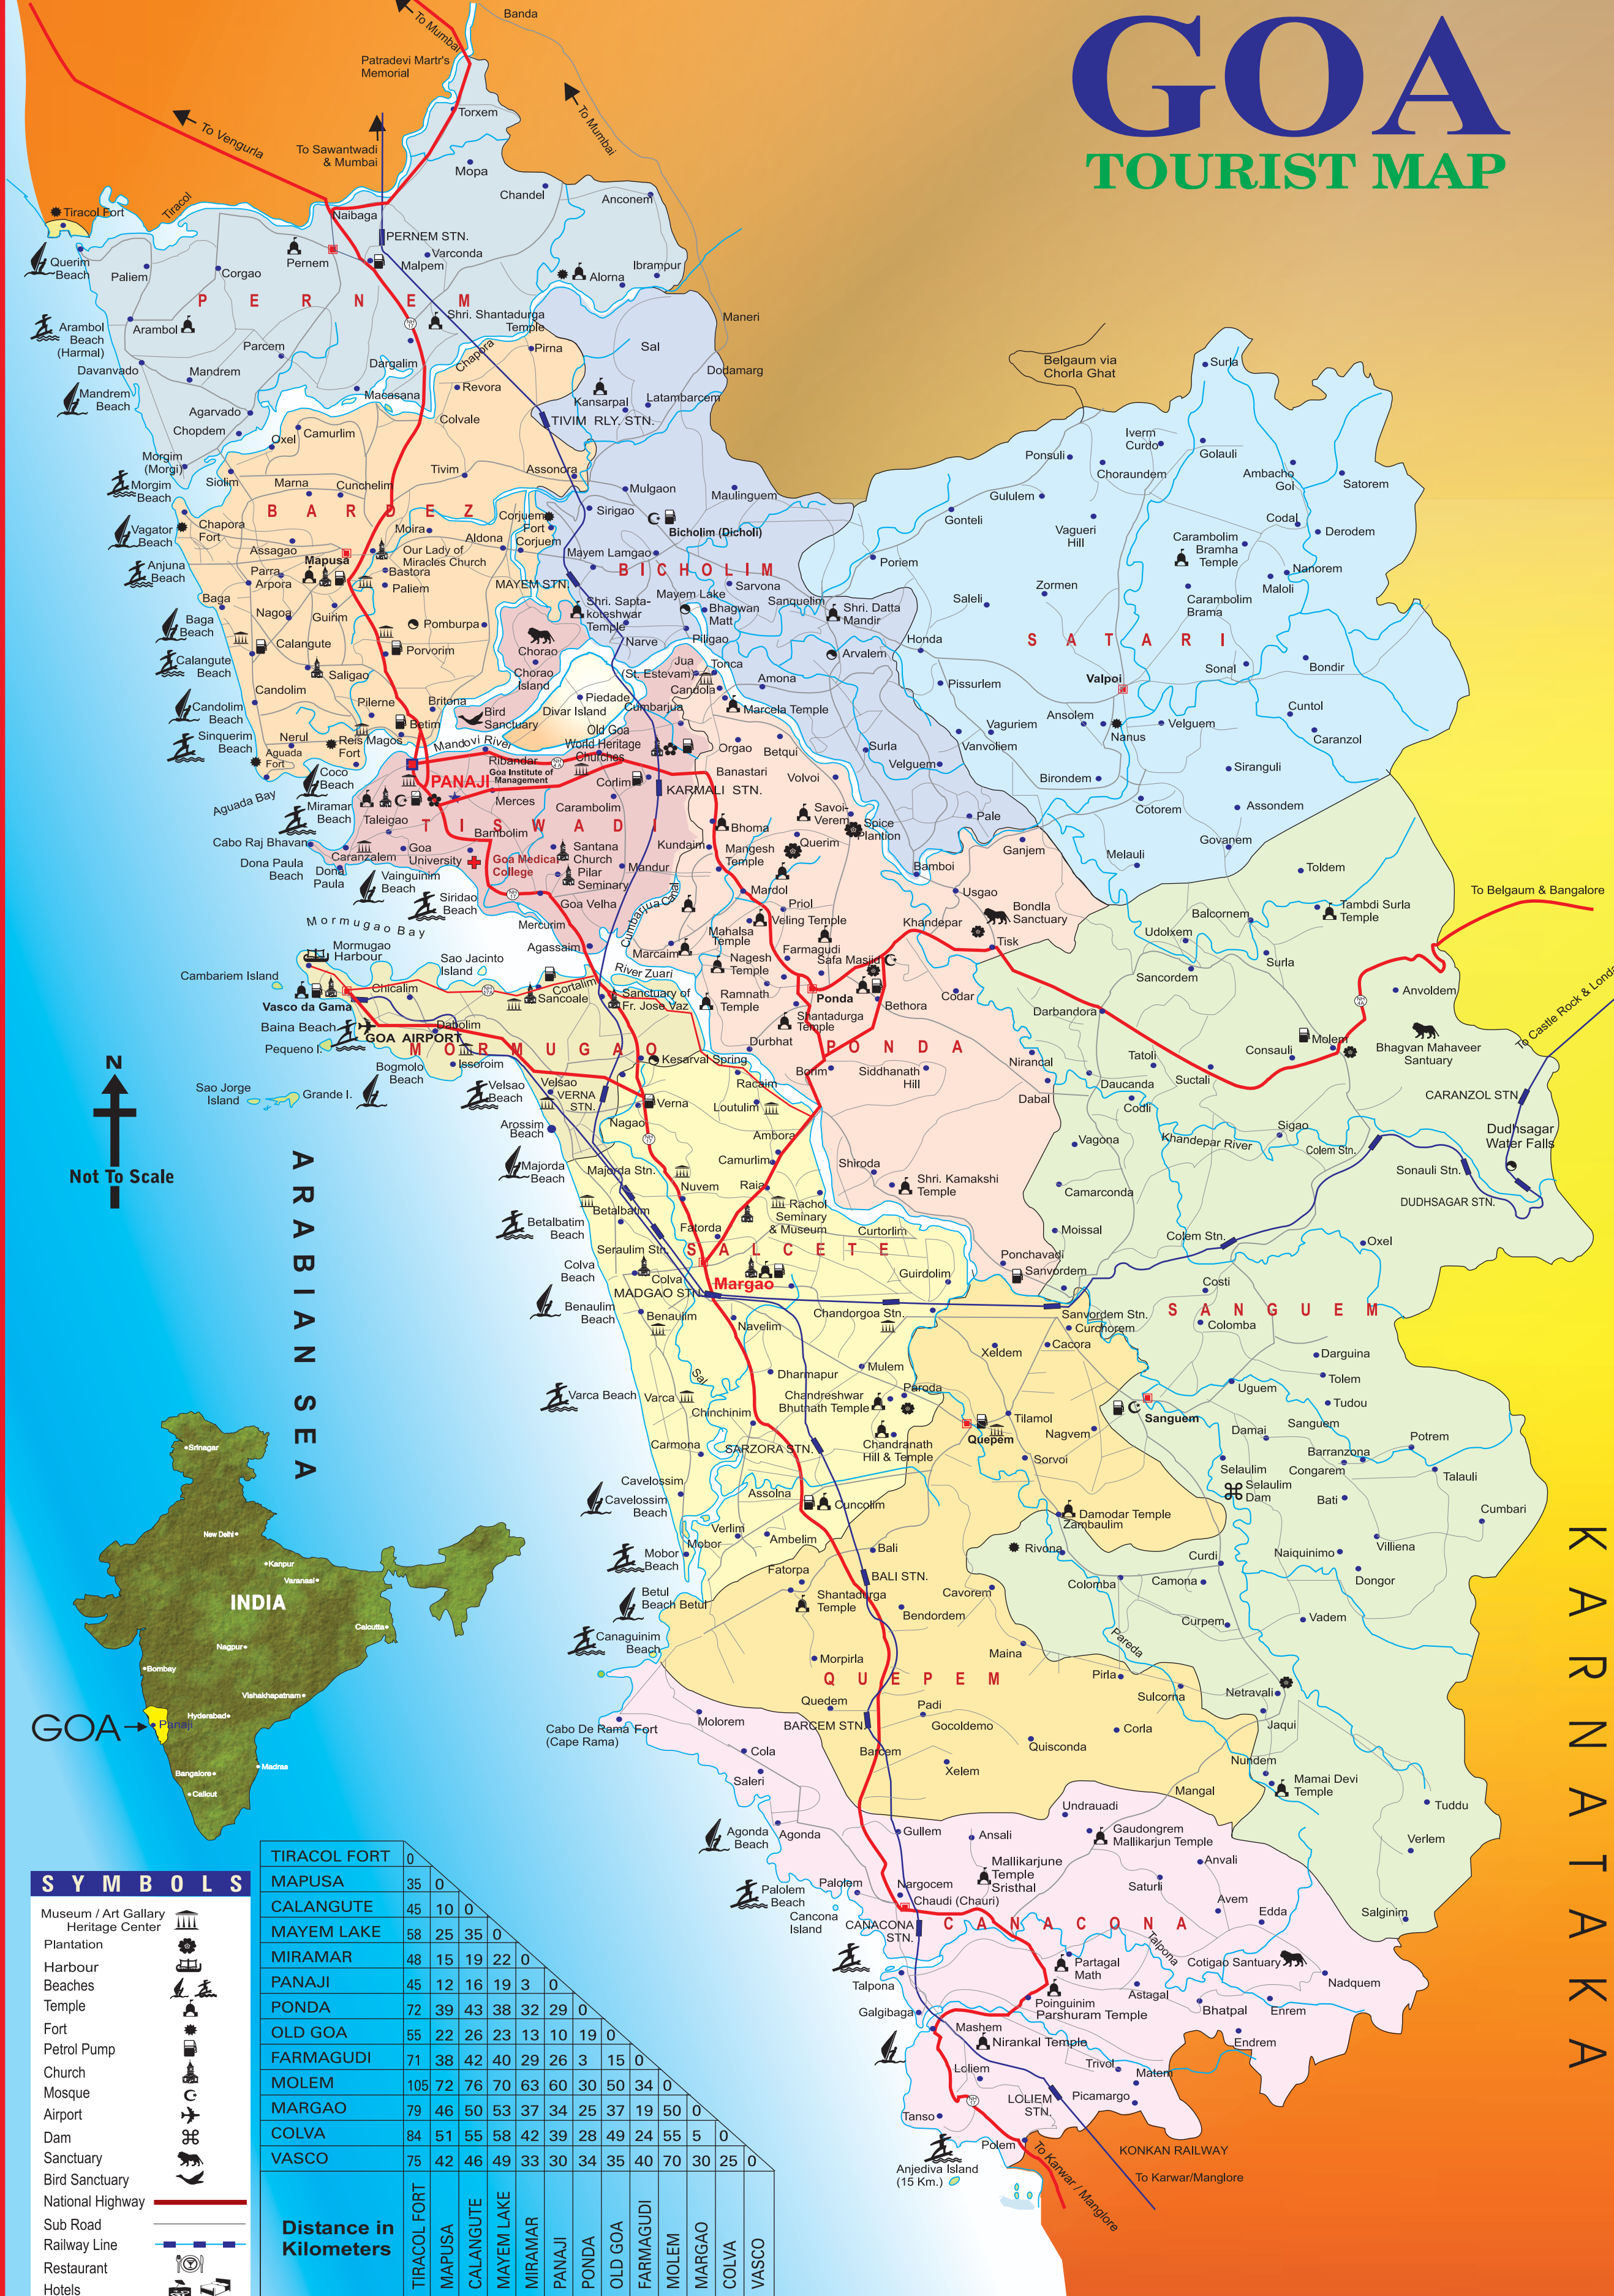 GOA
TOURIST MAP
Banda
To Mumbai
Patradevi Martr's
Memorial
To Mumbai
Torxem
To Vengurla
To Sawantwadi
& Mumbai
Mopa
Chandel
Anconem
Tiracol Fort
Tiracol
Naibaga
PERNEM STN.
Varconda
Malpem
Pernem
Querim
Beach
Paliem
Corgao
Alorna
Ibrampur
P E R N E M
Shri. Shantadurga
Temple
Maneri
Arambol
Beach
(Harmal)
Arambol
Parcem
Dargalim
Chapora
Pirna
Sal
Dodamarg
Belgaum via
Chorla Ghat
Surla
Davanvado
Mandrem
Mandrem
Beach
Macasana
Revora
Kansarpal
Latambarcem
Agarvado
Chopdem
Colvale
TIVIM RLY. STN.
Oxel
Camurlim
Iverm
Curdo
Golauli
Ponsuli
Choraundem
Ambacho
Gol
Satorem
Morgim
(Morgi)
Morgim
Beach
Siolim
Marna
Cunchelim
Tivim
Assonora
Mulgaon
Maulinguem
Gululem
Gonteli
B A R D E Z
Chapora
Fort
Vagator
Beach
Assagao
Moira
Corjuem
Fort
Corjuem
Sirigao
Bicholim (Dicholi)
Vagueri
Hill
Codal
Derodem
Carambolim
Bramha
Temple
Mapusa
Our Lady of
Miracles Church
Aldona
Mayem Lamgao
B I C H O L I M
Poriem
Nanorem
Maloli
Anjuna
Beach
Parra
Arpora
Bastora
Paliem
MAYEM STN.
Sarvona
Mayem Lake
Bhagwan
Matt
Sanquelim
Shri. Datta
Mandir
Zormen
Saleli
Carambolim
Brama
Baga
Baga
Beach
Nagoa
Guirim
Pomburpa
Shri. Sapta-
koteshwar
Temple
Narve
Piligao
Honda
S A T A R I
Calangute
Porvorim
Chorao
Chorao
Island
Jua
(St. Estevam)
Tonca
Arvalem
Sonal
Bondir
Calangute
Beach
Saligao
Candola
Amona
Pissurlem
Valpoi
Candolim
Candolim
Beach
Pilerne
Britona
Bird
Sanctuary
Piedade
Divar Island
Cumbarjua
Marcela Temple
Ansolem
Nanus
Velguem
Cuntol
Vaguriem
Vanvoliem
Caranzol
Sinquerim
Beach
Nerul
Aguada
Fort
Reis Magos
Fort
Betim
Mandovi River
Old Goa
World Heritage
Churches
Orgao
Betqui
Surla
Velguem
Ribandar
Goa Institute of
Management
Corlim
Banastari
Volvoi
Birondem
Siranguli
Coco
Beach
PANAJI
KARMALI STN.
Aguada Bay
Miramar
Beach
Taleigao
Merces
Carambolim
T I S W A D I
Bhoma
Savoi-
Verem
Spice
Plantion
Pale
Cotorem
Assondem
Govanem
Cabo Raj Bhavan
Caranzalem
Goa
University
Bambolim
Goa Medical
College
Santana
Church
Pilar
Seminary
Mandur
Kundaim
Mangesh
Temple
Querim
Bamboi
Ganjem
Melauli
Toldem
Dona Paula
Beach
Dona
Paula
Vainguinim
Beach
Siridao
Beach
Goa Velha
Mardol
Usgao
Priol
Veling Temple
Khandepar
Bondla
Sanctuary
Balcornem
Tambdi Surla
Temple
To Belgaum & Bangalore
Mormugao Bay
Mercurim
Agassaim
Cumbarjua Canal
Marcaim
Mahalsa
Temple
Farmagudi
Safa Masjid
Tisk
Udolxem
Surla
Mormugao
Harbour
Sao Jacinto
Island
River Zuari
Nagesh
Temple
Sancordem
Cambariem Island
Chicalim
Cortalim
Sancoale
Sanctuary of
Fr. Jose Vaz
Ramnath
Temple
Ponda
Bethora
Codar
Anvoldem
Vasco da Gama
Shantadurga
Temple
Darbandora
To Castle Rock & Londa
Baina Beach
Dabolim
GOA AIRPORT
M O R M U G A O
Pequeno I.
Durbhat
P O N D A
Molem
Consauli
Bhagvan Mahaveer
Santuary
Bogmolo
Beach
Issoroim
Kesarval Spring
Borim
Siddhanath
Hill
Nirancal
Tatoli
Suctali
N
Sao Jorge
Island
Grande I.
Velsao
Beach
Velsao
VERNA
STN.
Verna
Racaim
Loutulim
Dabal
Daucanda
Codli
CARANZOL STN.
Arossim
Beach
Nagao
Ambora
Vagona
Khandepar River
Sigao
Colem Stn.
Dudhsagar
Water Falls
Not To Scale
Majorda
Beach
Majorda Stn.
Camurlim
Shiroda
Sonauli Stn.
Nuvem
Raia
Shri. Kamakshi
Temple
Camarconda
DUDHSAGAR STN.
Betalbatim
Beach
Betalbatim
Rachol
Seminary
& Museum
Fatorda
Curtorlim
Moissal
Colem Stn.
Oxel
Seraulim Stn.
S A L C E T E
Ponchavadi
Sanvordem
Colva
Beach
Colva
Margao
Guirdolim
Costi
MADGAO STN.
Benaulim
Beach
Benaulim
Navelim
Chandorgoa Stn.
Sanvordem Stn.
Curchorem
S A N G U E M
Colomba
Cacora
Xeldem
Darguina
Sal
Dharmapur
Mulem
Tolem
Varca Beach
Varca
Chandreshwar
Bhutnath Temple
Paroda
Uguem
Tudou
Chinchinim
Tilamol
Quepem
Nagvem
Sanguem
Damai
Sanguem
Carmona
SARZORA STN.
Chandranath
Hill & Temple
Sorvoi
Barranzona
Potrem
Selaulim
Congarem
Talauli
Cavelossim
Selaulim
Dam
Cavelossim
Beach
Assolna
Cuncolim
Bati
Cumbari
Damodar Temple
Zambaulim
Verlim
Mobor
Ambelim
Bali
Rivona
Villiena
Mobor
Beach
Curdi
Naiquinimo
Fatorpa
BALI STN.
Colomba
Camona
Dongor
Betul
Beach
Betul
Shantadurga
Temple
Cavorem
Bendordem
Curpem
Vadem
Canaguinim
Beach
Maina
Pareda
Morpirla
Q U E P E M
Pirla
Sulcorna
Netravali
Quedem
Padi
Cabo De Rama Fort
(Cape Rama)
Molorem
BARCEM STN.
Gocoldemo
Corla
Jaqui
Barcem
Quisconda
Cola
Xelem
Nundem
Saleri
Mangal
Mamai Devi
Temple
Undrauadi
Tuddu
Agonda
Beach
Agonda
Gullem
Ansali
Gaudongrem
Mallikarjun Temple
Verlem
Mallikarjune
Temple
Sristhal
Anvali
Palolem
Nargocem
Saturli
Palolem
Beach
Chaudi (Chauri)
Avem
Edda
Salginim
Cancona
Island
CANACONA
STN.
C A N A C O N A
Talpona
Partagal
Math
Cotigao Santuary
Talpona
Nadquem
Astagal
Galgibaga
Poinguinim
Parshuram Temple
Bhatpal
Enrem
Mashem
Nirankal Temple
Endrem
Loliem
Trivol
Matem
LOLIEM
STN.
Picamargo
Tanso
Polem
KONKAN RAILWAY
Anjediva Island
(15 Km.)
To Karwar / Manglore
To Karwar/Manglore
ARABIAN SEA
KARNATAKA
Srinagar
New Delhi
Kanpur
Varanasi
INDIA
Calcutta
Nagpur
Bombay
Vishakhapatnam
Hyderabad
GOA
Panaji
Bangalore
Madras
Calicut
SYMBOLS
Museum / Art Gallary
Heritage Center
Plantation
Harbour
Beaches
Temple
Fort
Petrol Pump
Church
Mosque
Airport
Dam
Sanctuary
Bird Sanctuary
National Highway
Sub Road
Railway Line
Restaurant
Hotels
TIRACOL FORT 0
MAPUSA 35 0
CALANGUTE 45 10 0
MAYEM LAKE 58 25 35 0
MIRAMAR 48 15 19 22 0
PANAJI 45 12 16 19 3 0
PONDA 72 39 43 38 32 29 0
OLD GOA 55 22 26 23 13 10 19 0
FARMAGUDI 71 38 42 40 29 26 3 15 0
MOLEM 105 72 76 70 63 60 30 50 34 0
MARGAO 79 46 50 53 37 34 25 37 19 50 0
COLVA 84 51 55 58 42 39 28 49 24 55 5 0
VASCO 75 42 46 49 33 30 34 35 40 70 30 25 0
Distance in
Kilometers
TIRACOL FORT
MAPUSA
CALANGUTE
MAYEM LAKE
MIRAMAR
PANAJI
PONDA
OLD GOA
FARMAGUDI
MOLEM
MARGAO
COLVA
VASCO